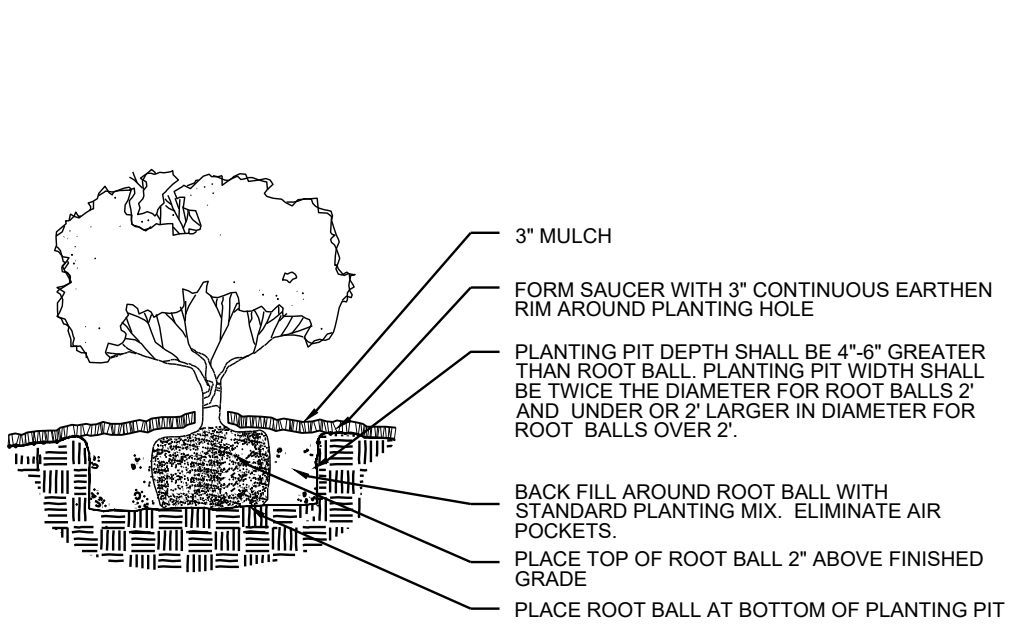 3" MULCH
FORM SAUCER WITH 3" CONTINUOUS EARTHEN
RIM AROUND PLANTING HOLE
PLANTING PIT DEPTH SHALL BE 4"-6" GREATER
THAN ROOT BALL. PLANTING PIT WIDTH SHALL
BE TWICE THE DIAMETER FOR ROOT BALLS 2'
AND  UNDER OR 2' LARGER IN DIAMETER FOR
ROOT  BALLS OVER 2'.
BACK FILL AROUND ROOT BALL WITH
STANDARD PLANTING MIX.  ELIMINATE AIR
POCKETS.
PLACE TOP OF ROOT BALL 2" ABOVE FINISHED
GRADE
PLACE ROOT BALL AT BOTTOM OF PLANTING PIT